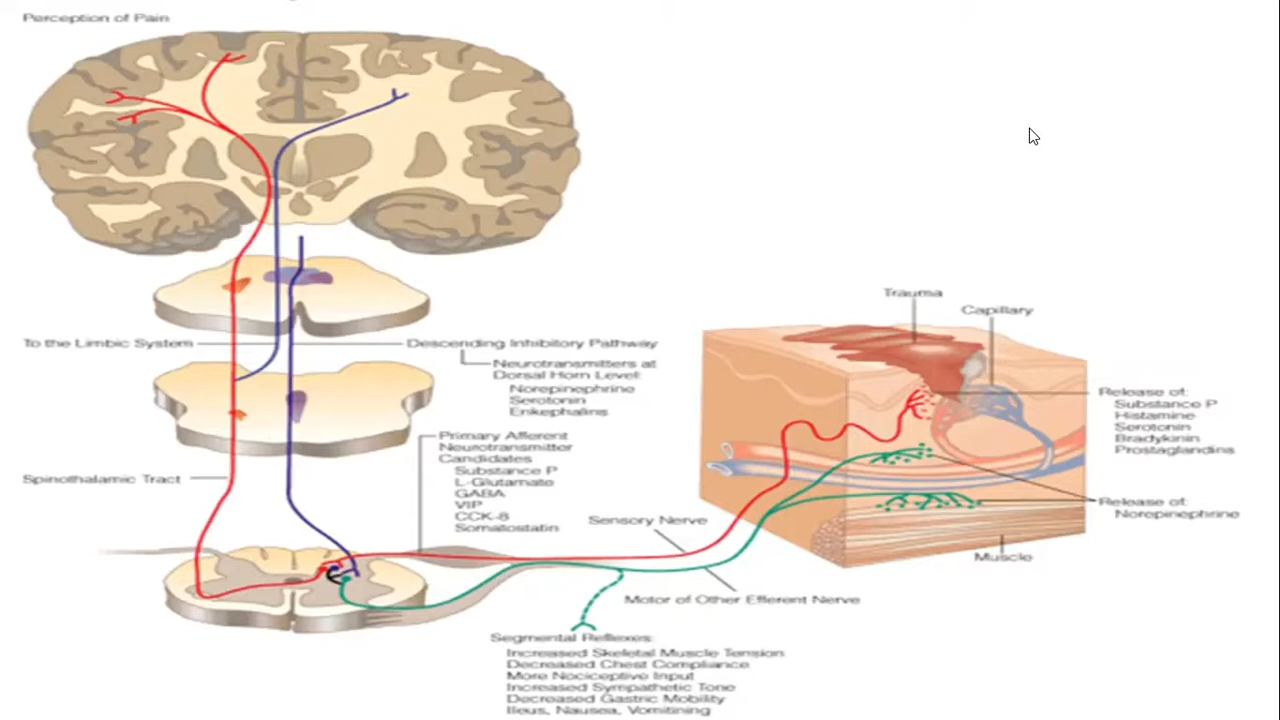 Perception of Pain
Trauma
Capillary
To the Limbic System
Descending Inhibitory Pathway
Neurotransmitters at
Dorsal Horn Level:
Norepinephrine
Serotonin
Enkephalins
Release of:
Substance P
Histamine
Serotonin
Bradykinin
Prostaglandins
Primary Afferent
Neurotransmitter
Candidates
Substance P
L-Glutamate
GABA
VIP
CCK-8
Somatostatin
Spinothalamic Tract
Sensory Nerve
Release of:
Norepinephrine
Muscle
Motor of Other Efferent Nerve
Segmental Reflexes:
Increased Skeletal Muscle Tension
Decreased Chest Compliance
More Nociceptive Input
Increased Sympathetic Tone
Decreased Gastric Mobility
Ileus, Nausea, Vomitining